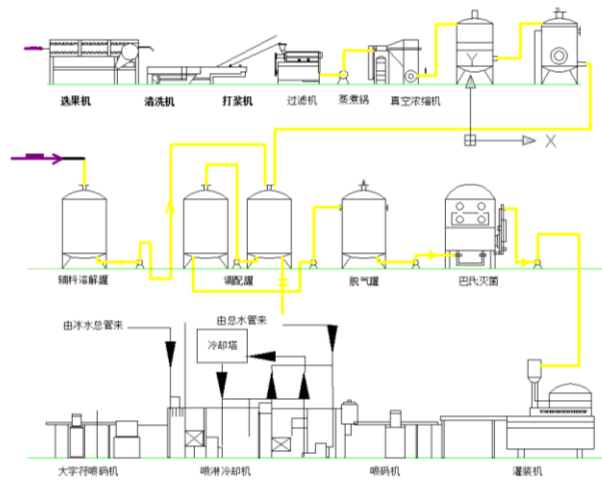 选果机 清洗机 打浆机 过滤机 蒸煮锅 真空浓缩机
Y
X
辅料溶解罐 调配罐 脱气罐 巴氏灭菌
由冰水总管来 由总水管来
冷却塔
大字符喷码机 喷淋冷却机 喷码机 灌装机